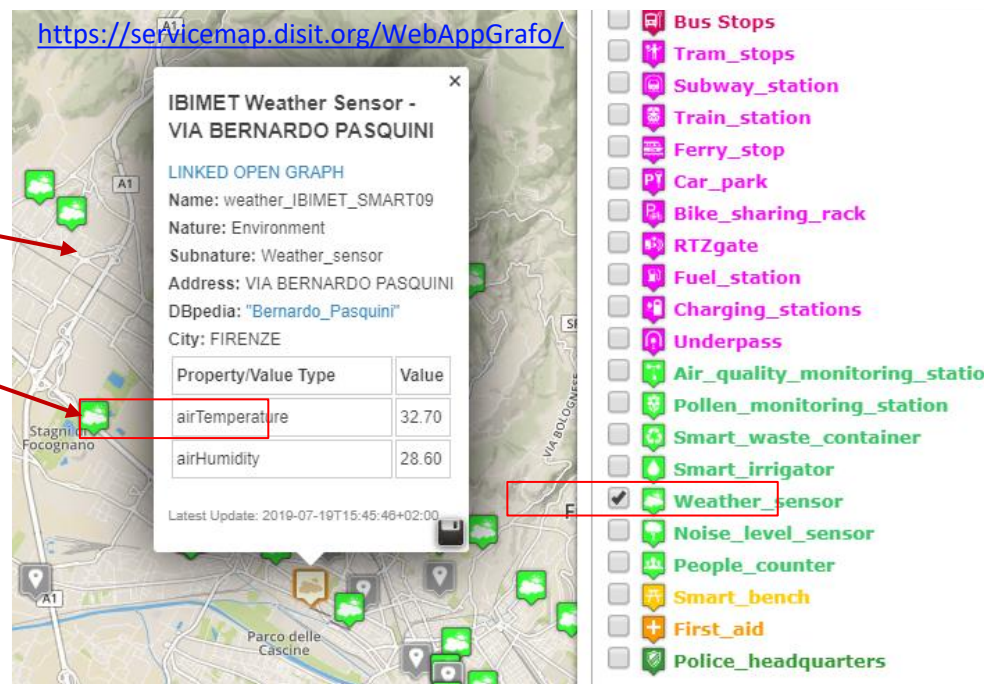 https://servicemap.disit.org/WebAppGrafo/
A1
×
IBIMET Weather Sensor -
VIA BERNARDO PASQUINI
LINKED OPEN GRAPH
Name: weather_IBIMET_SMART09
Nature: Environment
Subnature: Weather_sensor
Address: VIA BERNARDO PASQUINI
DBpedia: "Bernardo_Pasquini"
City: FIRENZE
Property/Value Type Value
airTemperature 32.70
airHumidity 28.60
Latest Update: 2019-07-19T15:45:46+02:00
A1
Stagni di
Focognano
VIA BOLOGNESE
F
A1
Parco delle
Cascine
Bus Stops
Tram_stops
Subway_station
Train_station
Ferry_stop
Car_park
Bike_sharing_rack
RTZgate
Fuel_station
Charging_stations
Underpass
Air_quality_monitoring_statio
Pollen_monitoring_station
Smart_waste_container
Smart_irrigator
Weather_sensor
Noise_level_sensor
People_counter
Smart_bench
First_aid
Police_headquarters